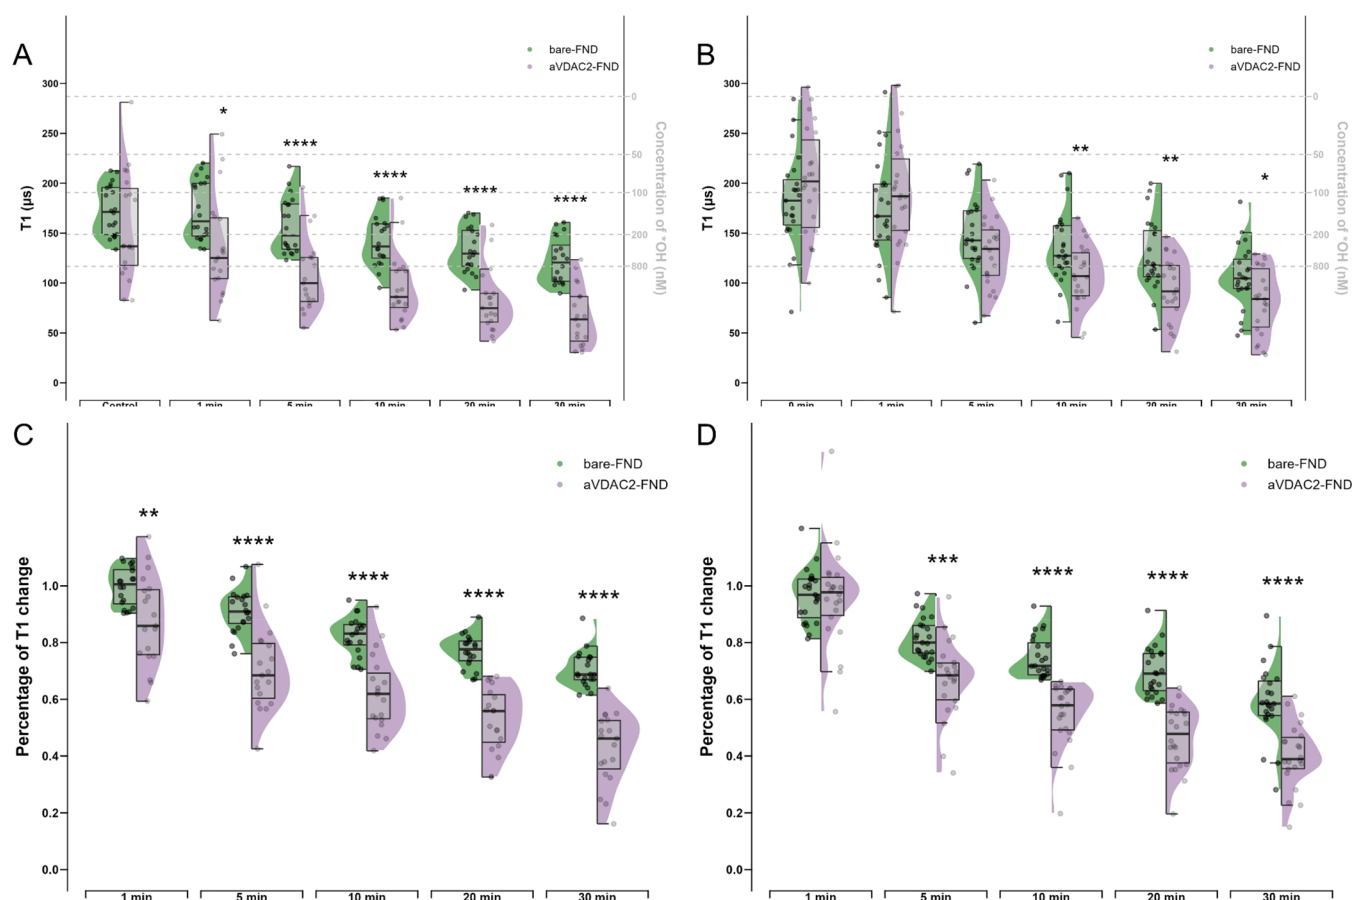 A
bare-FND
aVDAC2-FND
T1 (µs)
300
250
200
150
100
50
0
*
****
****
****
****
0
50
100
200
800
Concentration of *OH (nM)
Control
1 min
5 min
10 min
20 min
30 min
B
bare-FND
aVDAC2-FND
T1 (µs)
300
250
200
150
100
50
0
**
**
*
0
50
100
200
800
Concentration of *OH (nM)
0 min
1 min
5 min
10 min
20 min
30 min
C
bare-FND
aVDAC2-FND
Percentage of T1 change
1.0
0.8
0.6
0.4
0.2
0.0
**
****
****
****
****
1 min
5 min
10 min
20 min
30 min
D
bare-FND
aVDAC2-FND
Percentage of T1 change
1.0
0.8
0.6
0.4
0.2
0.0
***
****
****
****
1 min
5 min
10 min
20 min
30 min